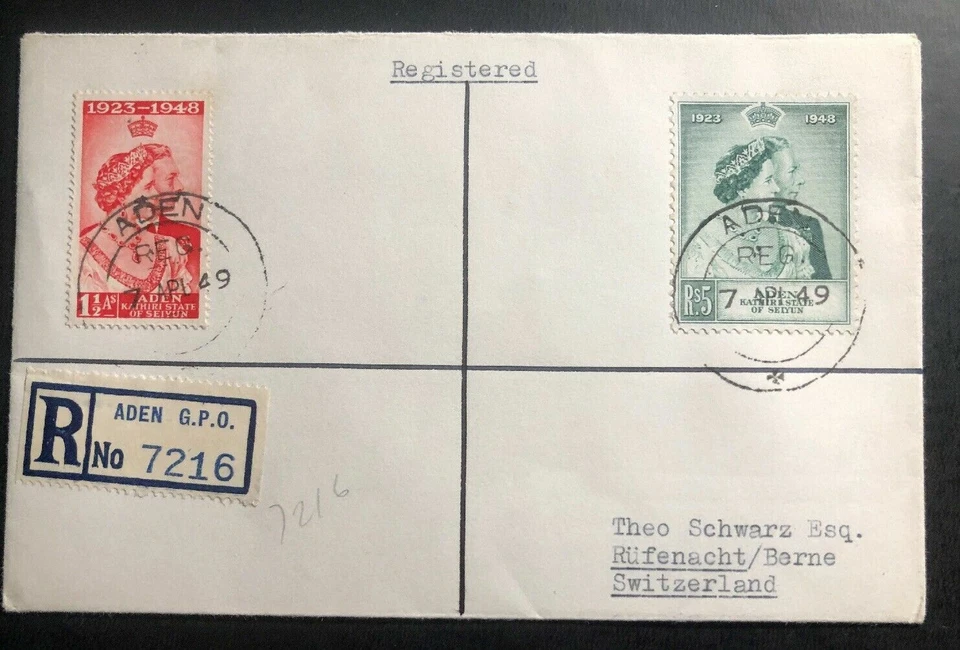 Registered
1923-1948
1½As
ADEN
KATHIRI STATE
OF SEIYUN
ADEN
REG.
7 APL 49
1923 1948
Rs5
ADEN
KATHIRI STATE
OF SEIYUN
ADEN
REG.
7 APL 49
R
ADEN G.P.O.
No 7216
7216
Theo Schwarz Esq.
Rüfenacht/Berne
Switzerland